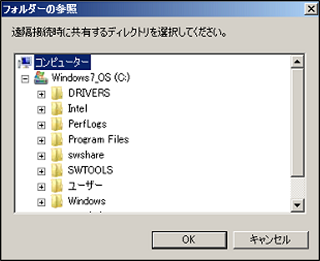 フォルダーの参照
遠隔接続時に共有するディレクトリを選択してください。
コンピューター
Windows7_OS (C:)
DRIVERS
Intel
PerfLogs
Program Files
swshare
SWTOOLS
ユーザー
Windows
OK
キャンセル